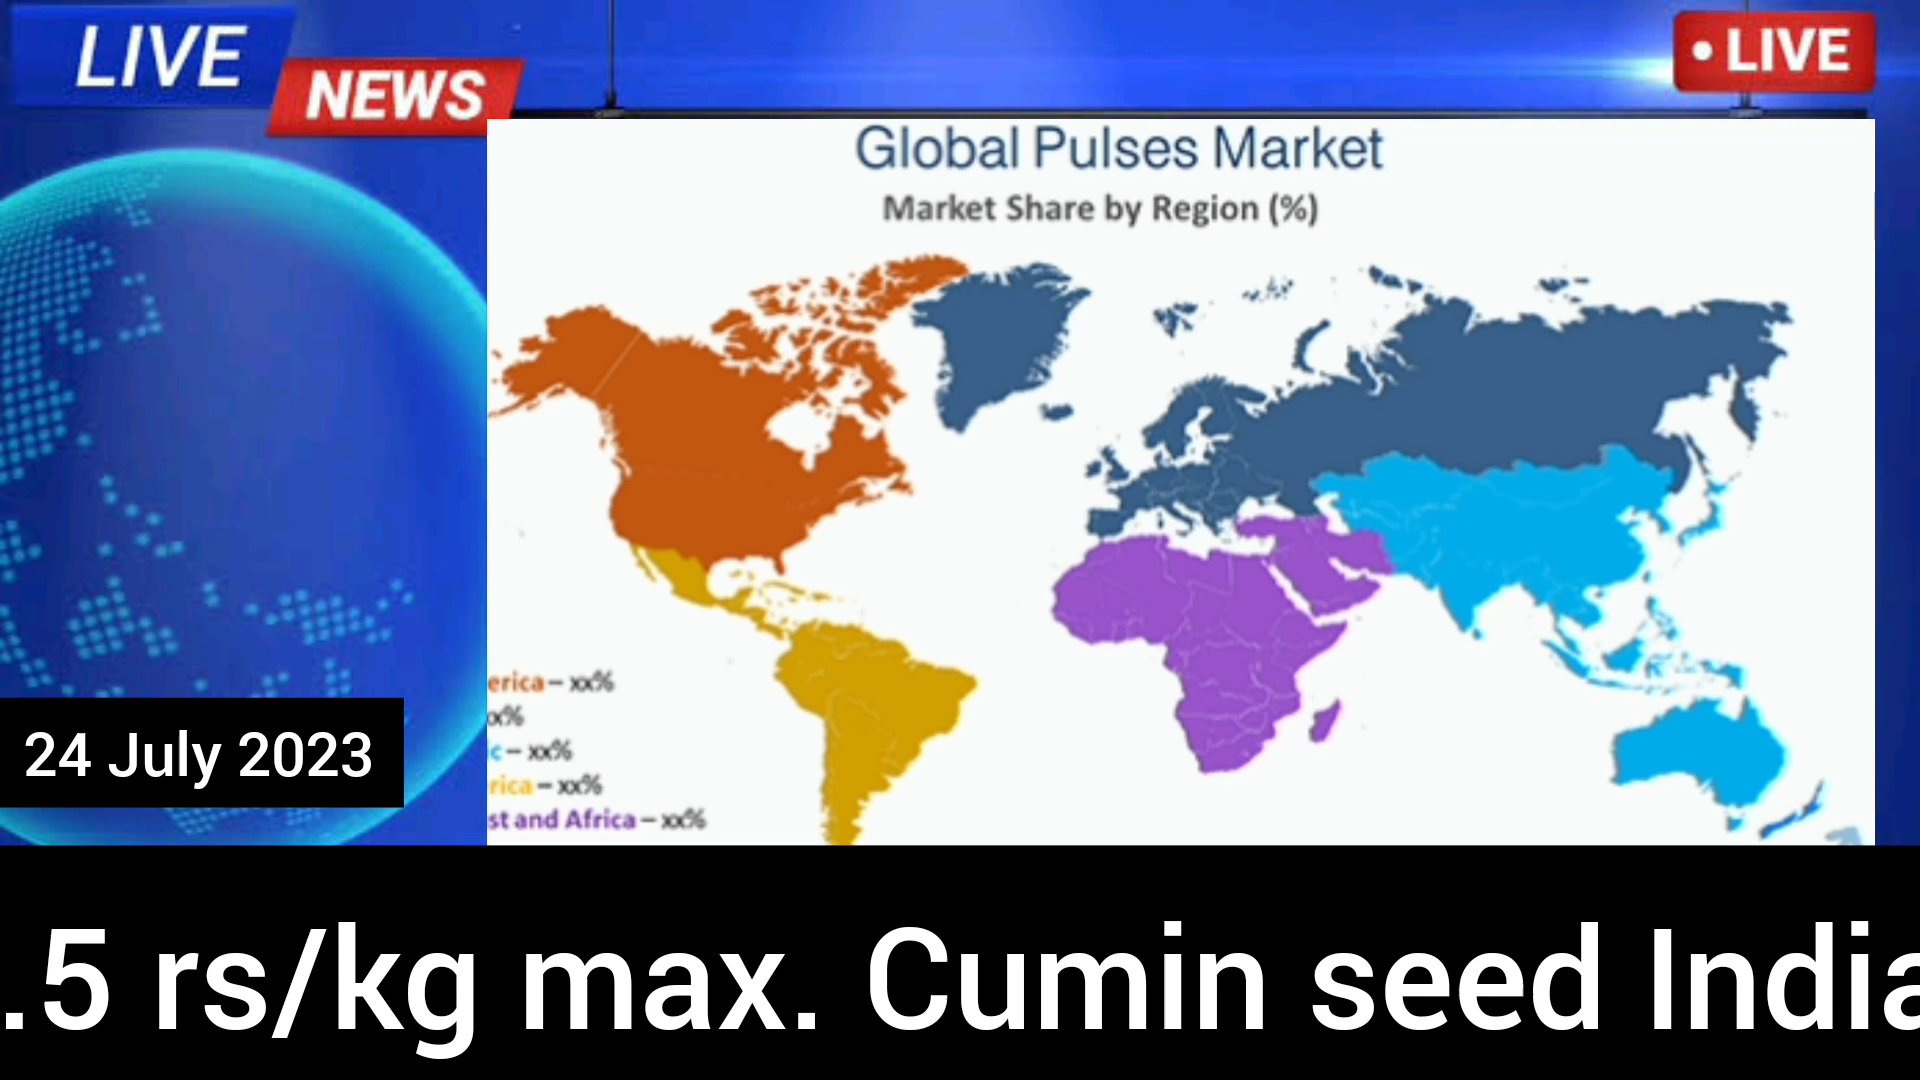 LIVE
NEWS
• LIVE
Global Pulses Market
Market Share by Region (%)
erica – xx%
x%
c – xx%
rica – xx%
st and Africa – xx%
24 July 2023
.5 rs/kg max. Cumin seed India